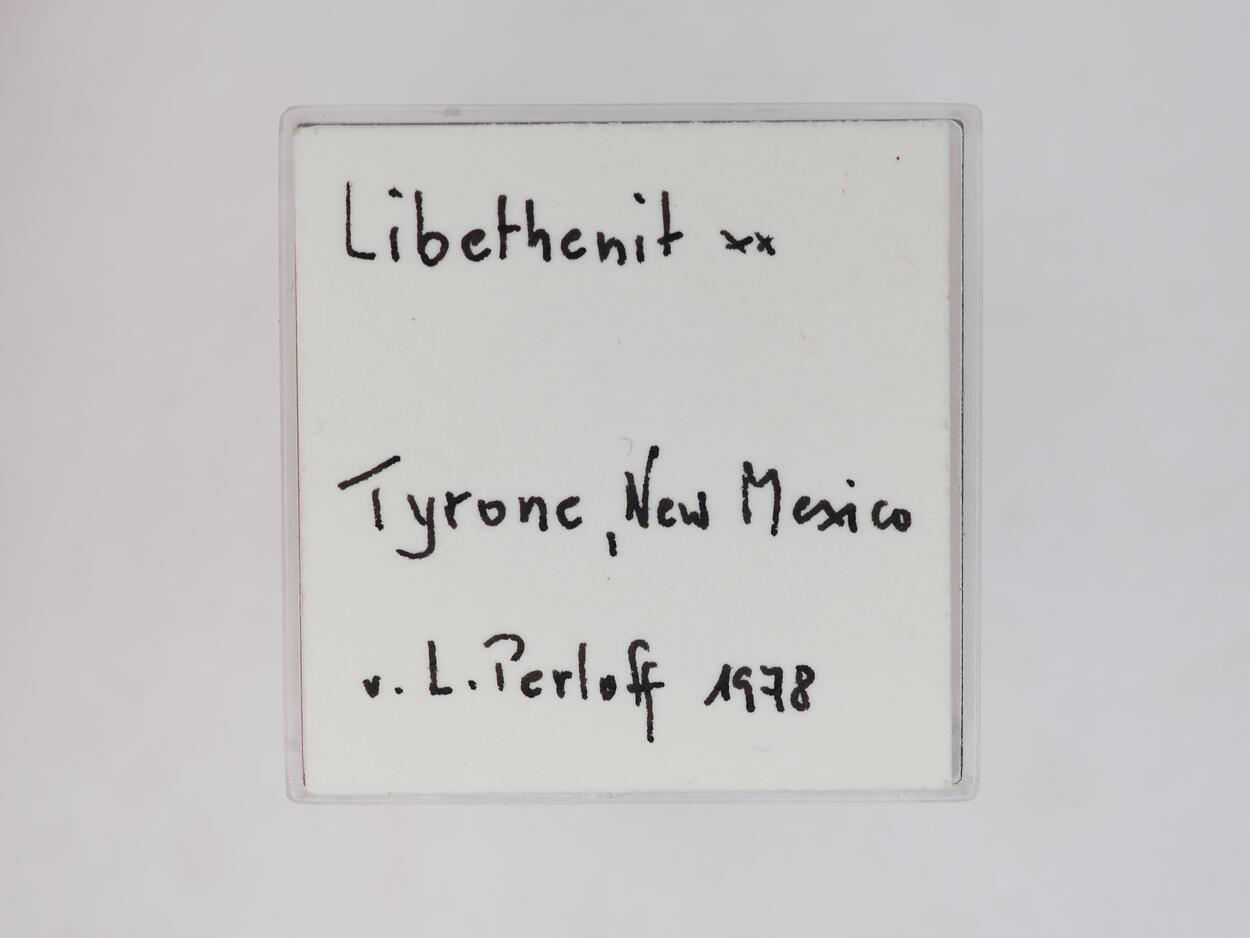 Libethenit xx
Tyrone, New Mexico
v. L. Perloff 1978